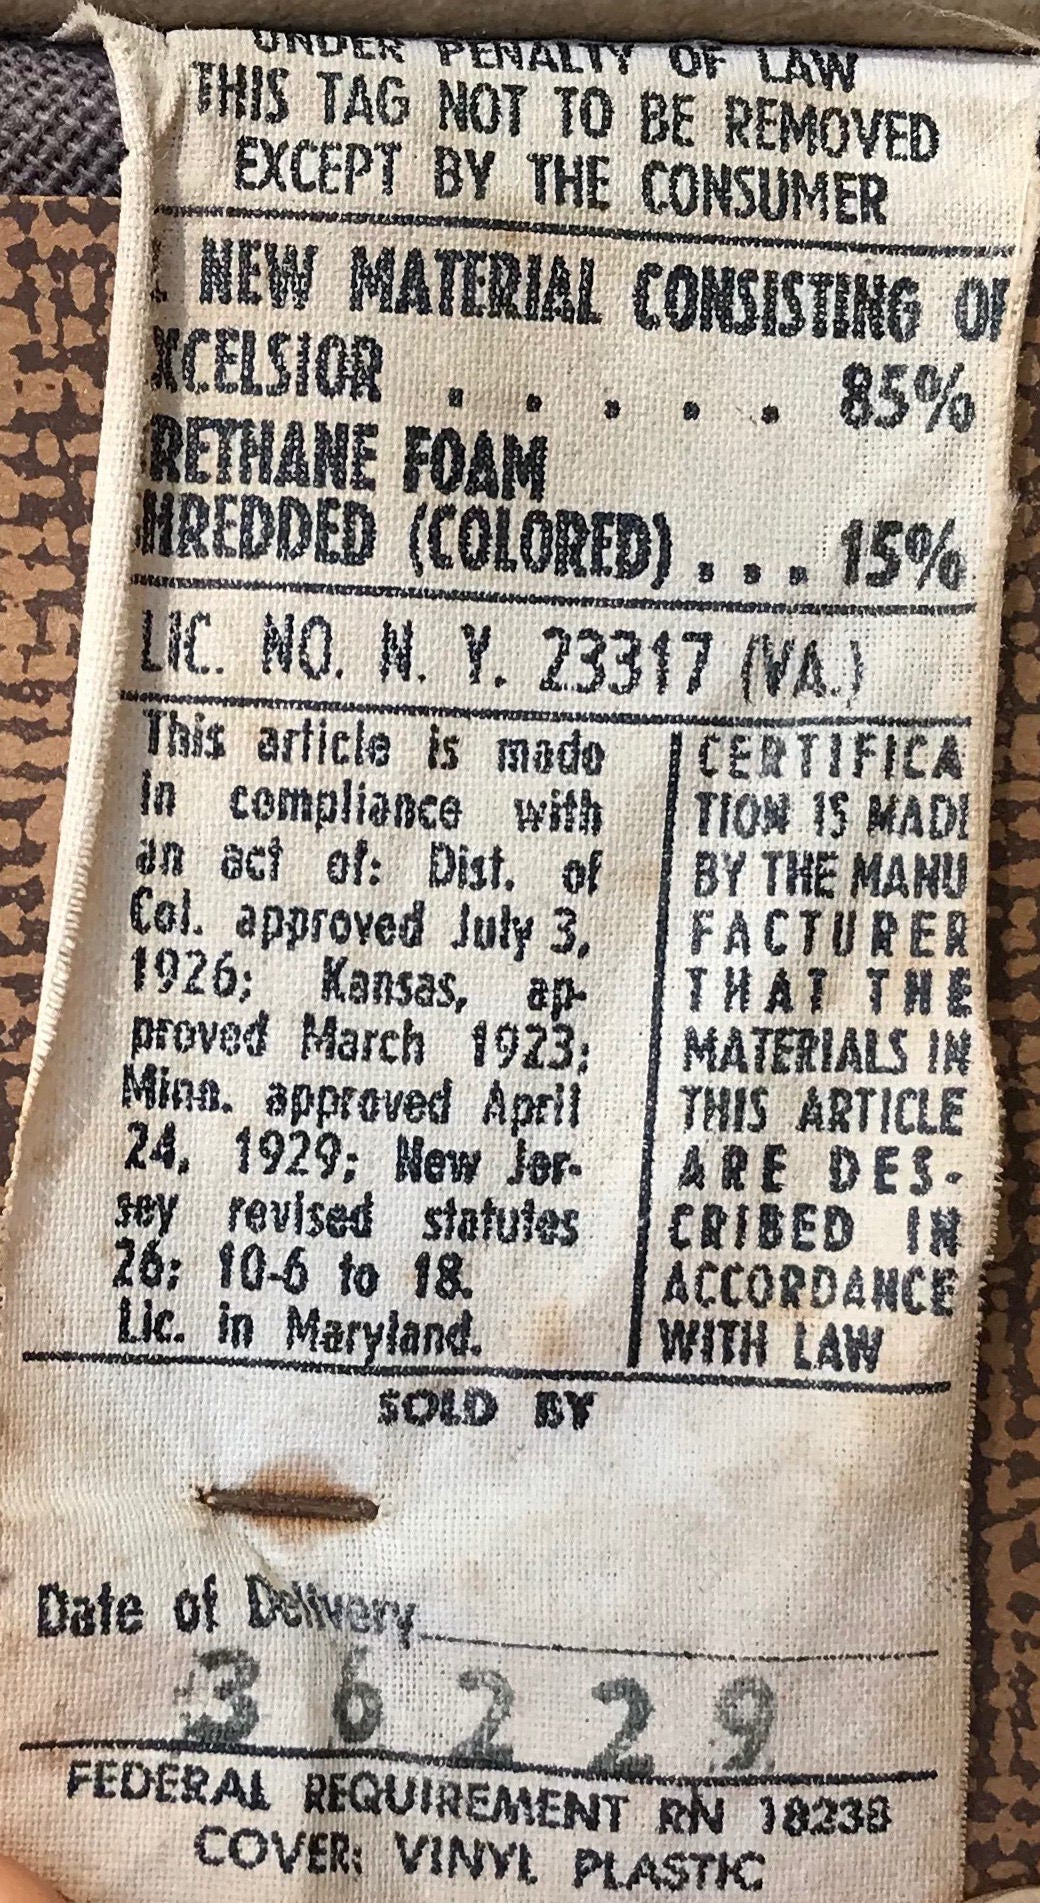 UNDER PENALTY OF LAW
THIS TAG NOT TO BE REMOVED
EXCEPT BY THE CONSUMER
NEW MATERIAL CONSISTING OF
XCELSIOR . . . . . 85%
RETHANE FOAM
HREDDED (COLORED) . . . 15%
LIC. NO. N. Y. 23317 (VA.)
This article is made
in compliance with
an act of: Dist. of
Col. approved July 3,
1926; Kansas, ap-
proved March 1923;
Minn. approved April
24, 1929; New Jer-
sey revised statutes
26; 10-6 to 18.
Lic. in Maryland.
CERTIFICA
TION IS MADE
BY THE MANU
FACTURER
THAT THE
MATERIALS IN
THIS ARTICLE
ARE DES-
CRIBED IN
ACCORDANCE
WITH LAW
SOLD BY
Date of Delivery
36229
FEDERAL REQUIREMENT RN 18238
COVER: VINYL PLASTIC